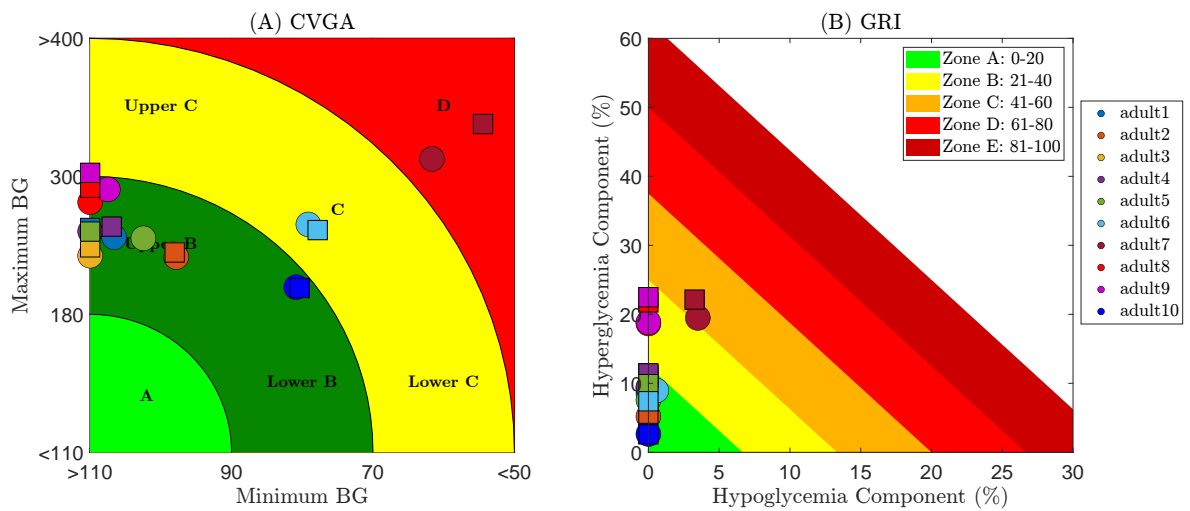 (A) CVGA
>400
300
180
<110
Maximum BG
Upper C
D
C
Upper B
Lower B
Lower C
A
>110 90 70 <50
Minimum BG
(B) GRI
60
50
40
30
20
10
0
Hyperglycemia Component (%)
Zone A: 0-20
Zone B: 21-40
Zone C: 41-60
Zone D: 61-80
Zone E: 81-100
0 5 10 15 20 25 30
Hypoglycemia Component (%)
adult1
adult2
adult3
adult4
adult5
adult6
adult7
adult8
adult9
adult10